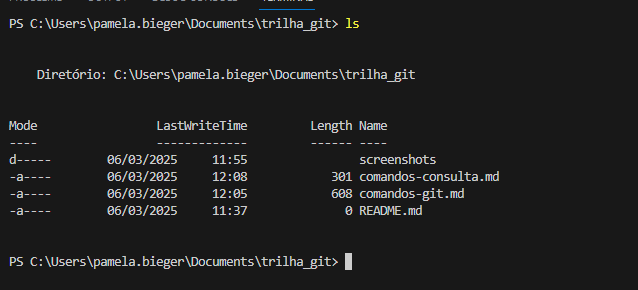 PS C:\Users\pamela.bieger\Documents\trilha_git> ls
Diretório: C:\Users\pamela.bieger\Documents\trilha_git
Mode LastWriteTime Length Name
---- ------------- ------ ----
d----- 06/03/2025 11:55 screenshots
-a---- 06/03/2025 12:08 301 comandos-consulta.md
-a---- 06/03/2025 12:05 608 comandos-git.md
-a---- 06/03/2025 11:37 0 README.md
PS C:\Users\pamela.bieger\Documents\trilha_git>